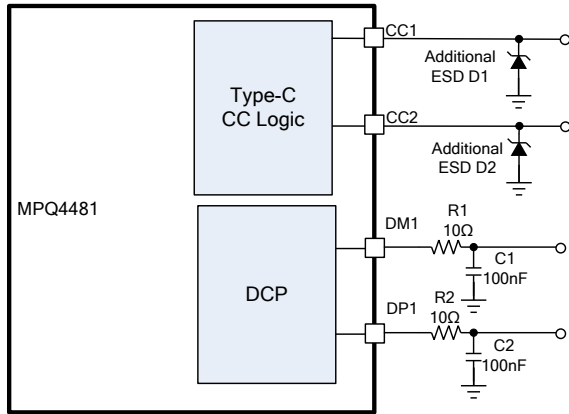 CC1
Additional
ESD D1
Type-C
CC Logic
CC2
Additional
ESD D2
MPQ4481
DM1
R1
10Ω
C1
100nF
DCP
DP1
R2
10Ω
C2
100nF